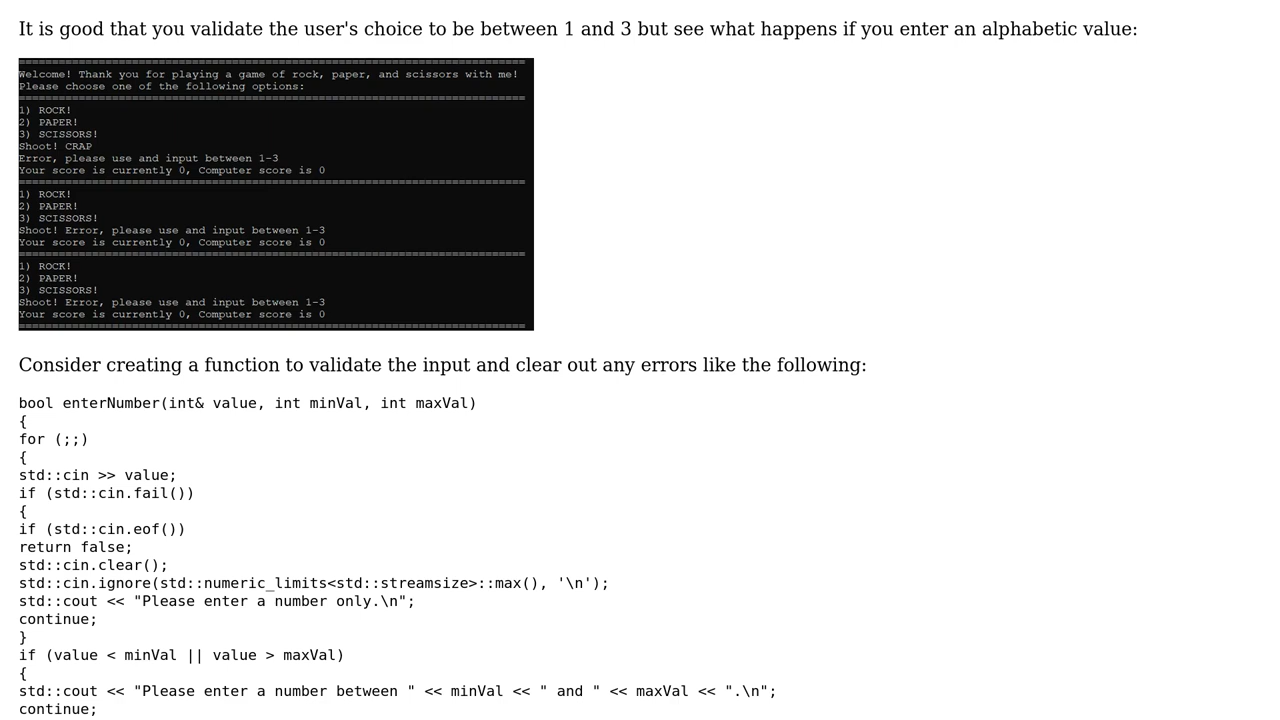 It is good that you validate the user's choice to be between 1 and 3 but see what happens if you enter an alphabetic value:
Welcome! Thank you for playing a game of rock, paper, and scissors with me!
Please choose one of the following options:
1) ROCK!
2) PAPER!
3) SCISSORS!
Shoot! CRAP
Error, please use and input between 1-3
Your score is currently 0, Computer score is 0
1) ROCK!
2) PAPER!
3) SCISSORS!
Shoot! Error, please use and input between 1-3
Your score is currently 0, Computer score is 0
1) ROCK!
2) PAPER!
3) SCISSORS!
Shoot! Error, please use and input between 1-3
Your score is currently 0, Computer score is 0
Consider creating a function to validate the input and clear out any errors like the following:
bool enterNumber(int& value, int minVal, int maxVal)
{
for (;;)
{
std::cin >> value;
if (std::cin.fail())
{
if (std::cin.eof())
return false;
std::cin.clear();
std::cin.ignore(std::numeric_limits<std::streamsize>::max(), '\n');
std::cout << "Please enter a number only.\n";
continue;
}
if (value < minVal || value > maxVal)
{
std::cout << "Please enter a number between " << minVal << " and " << maxVal << ".\n";
continue;